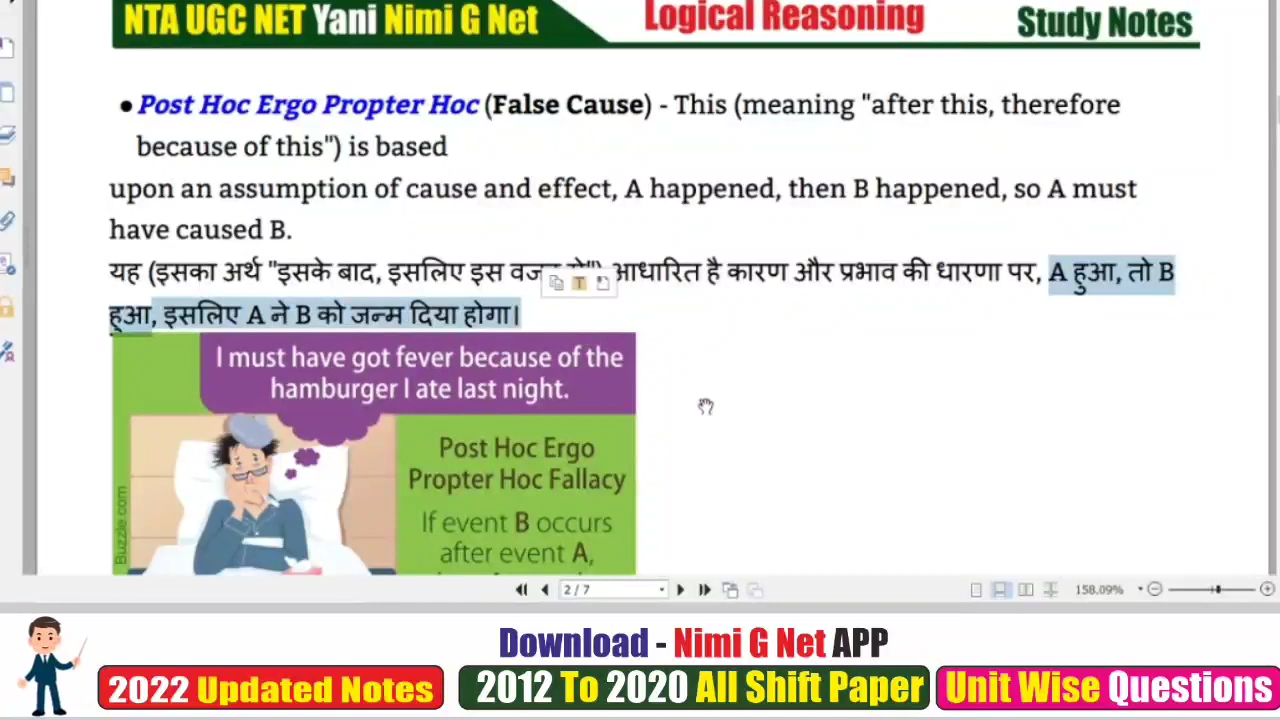 NTA UGC NET Yani Nimi G Net
Logical Reasoning
Study Notes
● Post Hoc Ergo Propter Hoc (False Cause) - This (meaning "after this, therefore
because of this") is based
upon an assumption of cause and effect, A happened, then B happened, so A must
have caused B.
यह (इसका अर्थ "इसके बाद, इसलिए इस आधारित है कारण और प्रभाव की धारणा पर, A हुआ, तो B
हुआ, इसलिए A ने B को जन्म दिया होगा।
I must have got fever because of the
hamburger I ate last night.
Post Hoc Ergo
Propter Hoc Fallacy
If event B occurs
after event A,
Buzzle.com
2 / 7
158.09%
Download - Nimi G Net APP
2022 Updated Notes
2012 To 2020 All Shift Paper
Unit Wise Questions